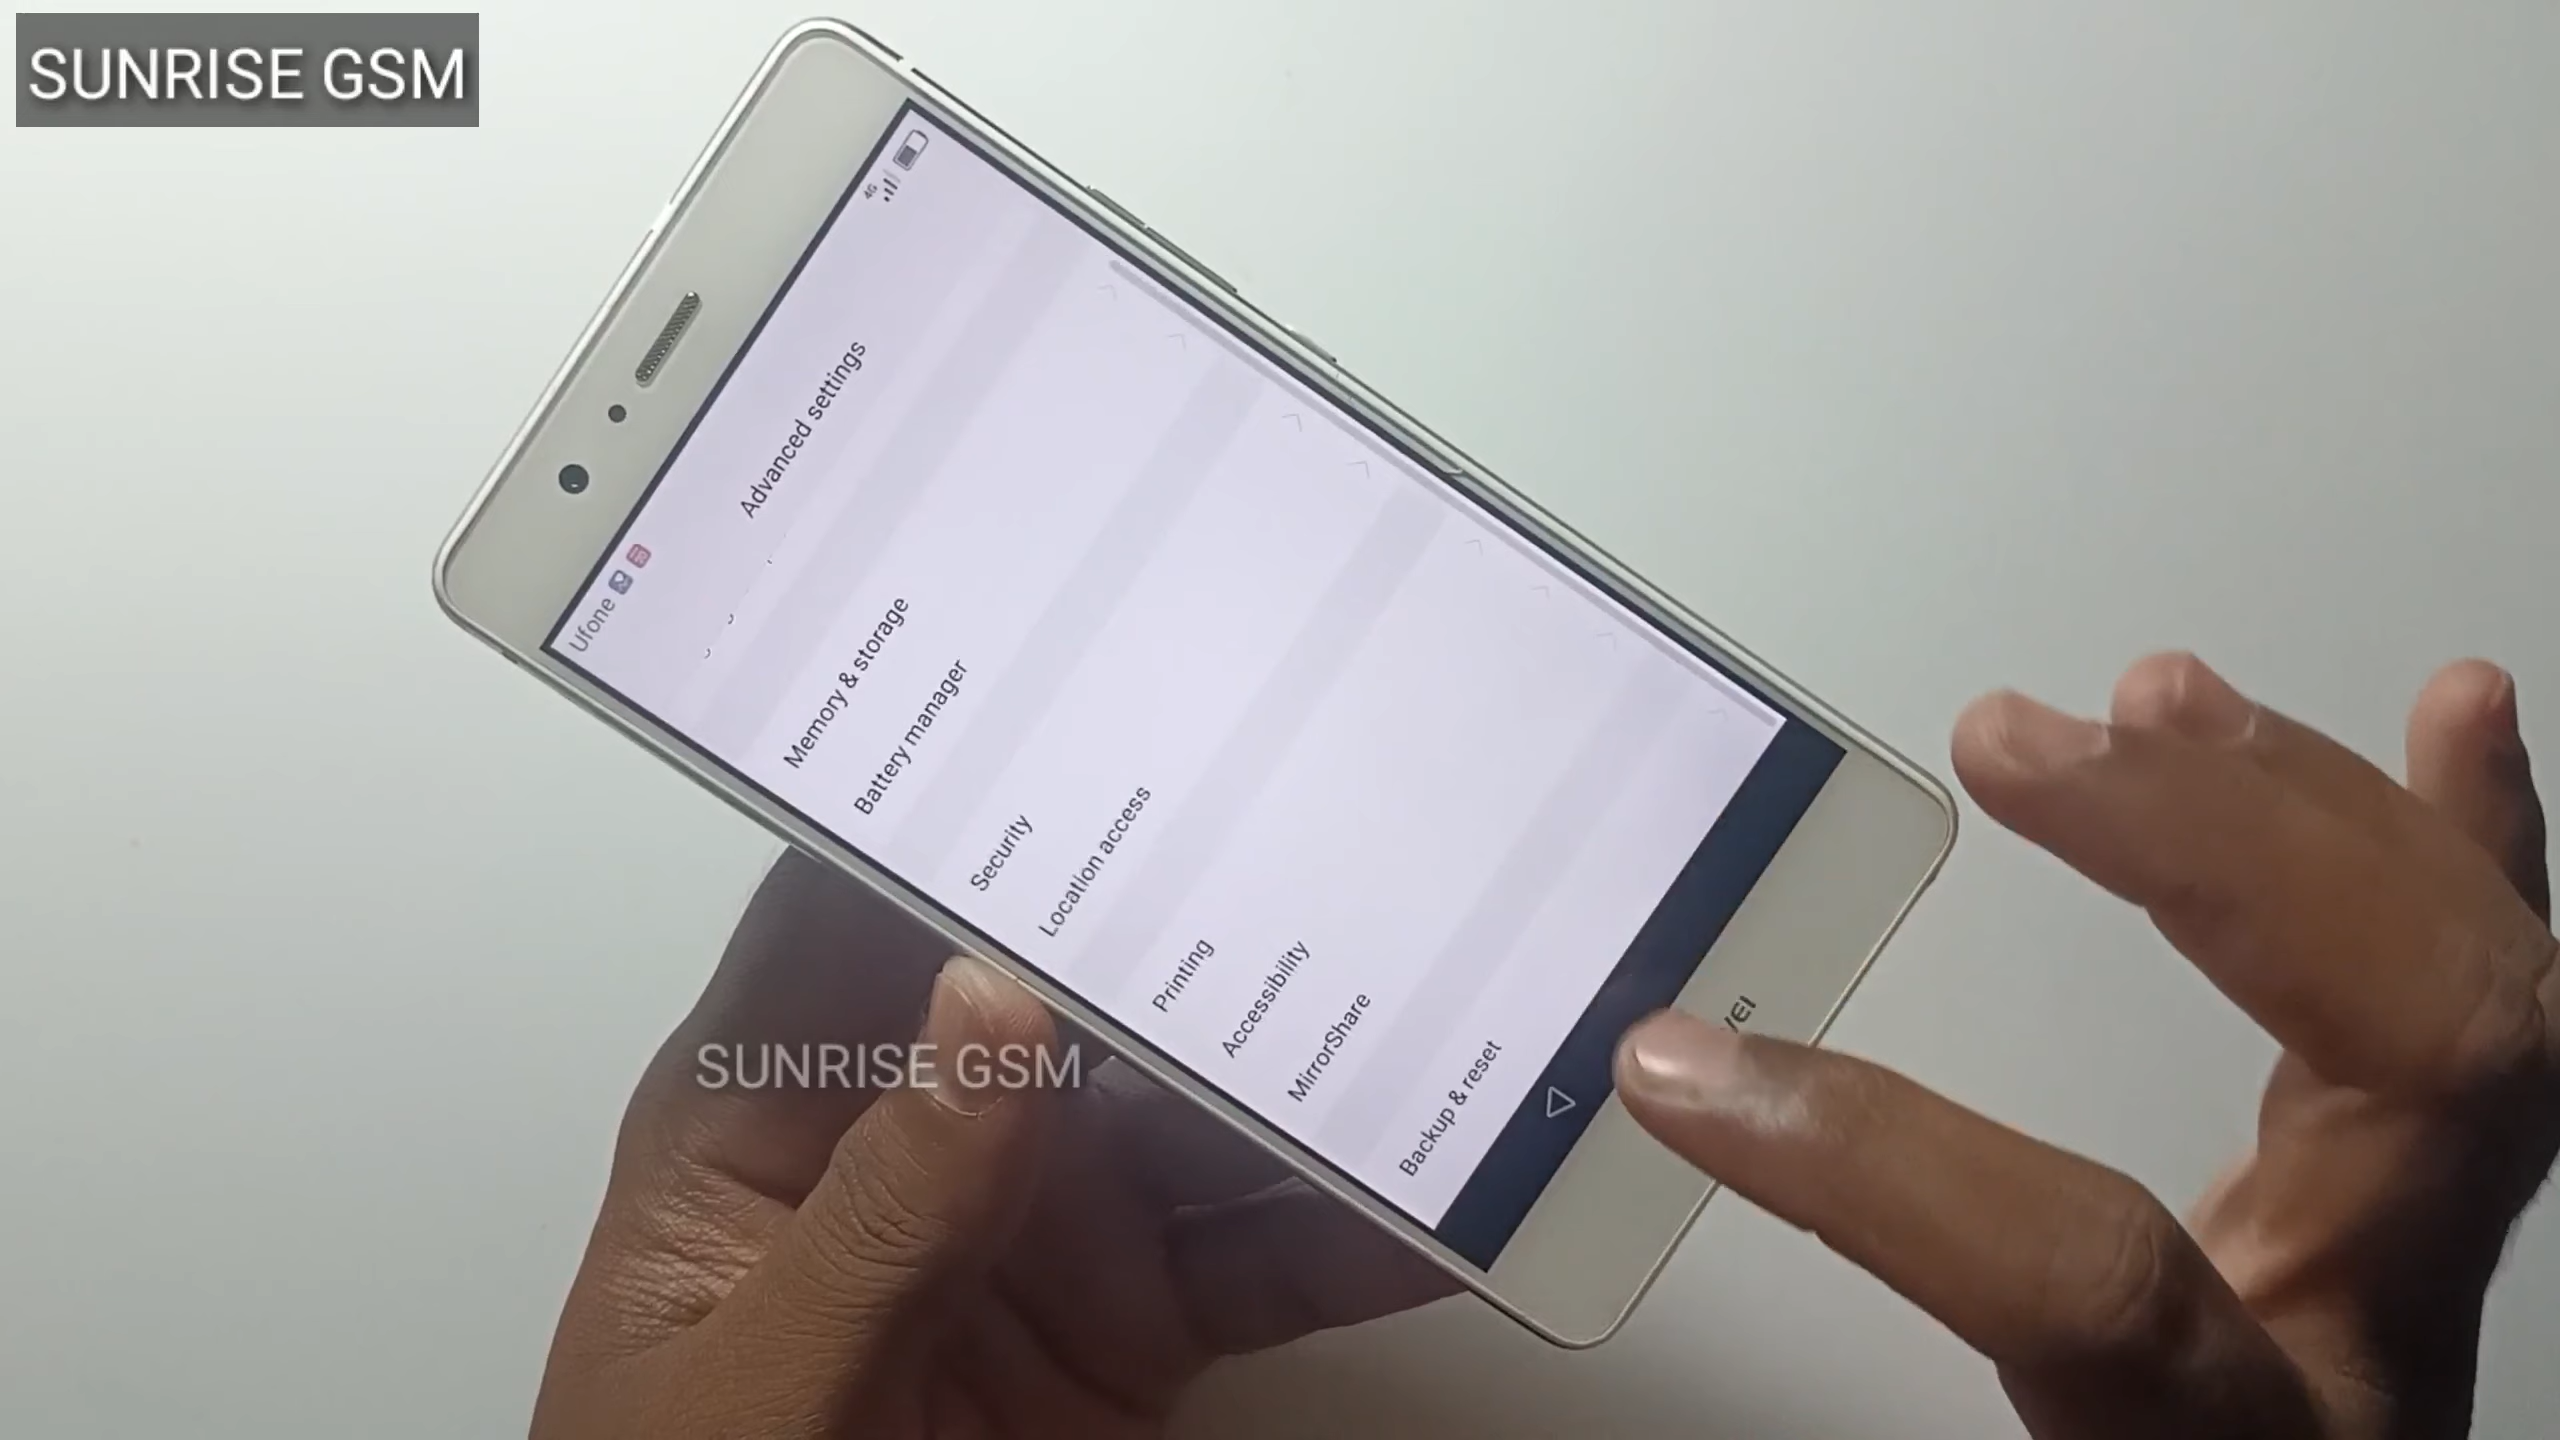 SUNRISE GSM
Ufone
4G
Advanced settings
Memory & storage
Battery manager
Security
Location access
Printing
Accessibility
MirrorShare
Backup & reset
SUNRISE GSM